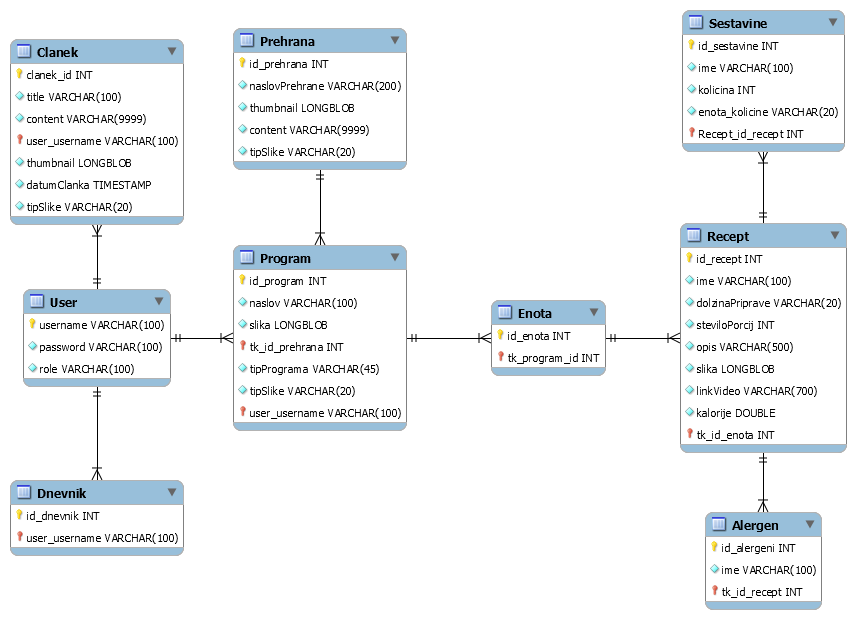 Clanek
clanek_id INT
title VARCHAR(100)
content VARCHAR(9999)
user_username VARCHAR(100)
thumbnail LONGBLOB
datumClanka TIMESTAMP
tipSlike VARCHAR(20)
Prehrana
id_prehrana INT
naslovPrehrane VARCHAR(200)
thumbnail LONGBLOB
content VARCHAR(9999)
tipSlike VARCHAR(20)
Sestavine
id_sestavine INT
ime VARCHAR(100)
kolicina INT
enota_kolicine VARCHAR(20)
Recept_id_recept INT
User
username VARCHAR(100)
password VARCHAR(100)
role VARCHAR(100)
Program
id_program INT
naslov VARCHAR(100)
slika LONGBLOB
tk_id_prehrana INT
tipPrograma VARCHAR(45)
tipSlike VARCHAR(20)
user_username VARCHAR(100)
Enota
id_enota INT
tk_program_id INT
Recept
id_recept INT
ime VARCHAR(100)
dolzinaPriprave VARCHAR(20)
steviloPorcij INT
opis VARCHAR(500)
slika LONGBLOB
linkVideo VARCHAR(700)
kalorije DOUBLE
tk_id_enota INT
Dnevnik
id_dnevnik INT
user_username VARCHAR(100)
Alergen
id_alergeni INT
ime VARCHAR(100)
tk_id_recept INT